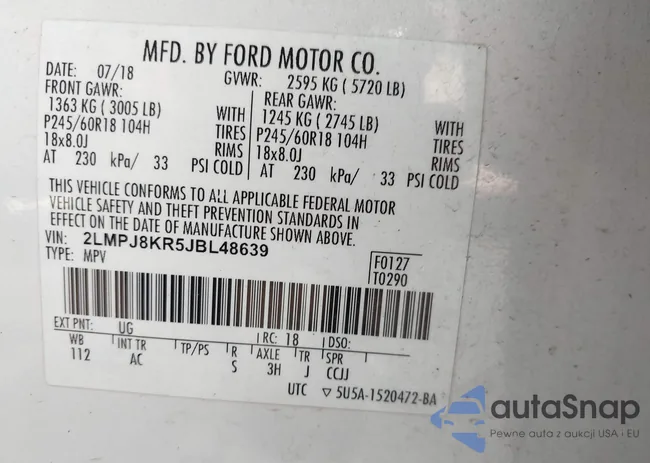 MFD. BY FORD MOTOR CO.
DATE: 07/18 GVWR: 2595 KG ( 5720 LB)
FRONT GAWR: REAR GAWR:
1363 KG ( 3005 LB) WITH 1245 KG ( 2745 LB) WITH
P245/60R18 104H TIRES P245/60R18 104H TIRES
18x8.0J RIMS 18x8.0J RIMS
AT 230 kPa/ 33 PSI COLD AT 230 kPa/ 33 PSI COLD
THIS VEHICLE CONFORMS TO ALL APPLICABLE FEDERAL MOTOR
VEHICLE SAFETY AND THEFT PREVENTION STANDARDS IN
EFFECT ON THE DATE OF MANUFACTURE SHOWN ABOVE.
VIN: 2LMPJ8KR5JBL48639
TYPE: MPV
F0127
T0290
EXT PNT: UG RC: 18 DSO:
WB INT TR TP/PS R AXLE TR SPR
112 AC S 3H J CCJJ
UTC ▽ 5U5A-1520472-BA
autaSnap
Pewne auta z aukcji USA - EU